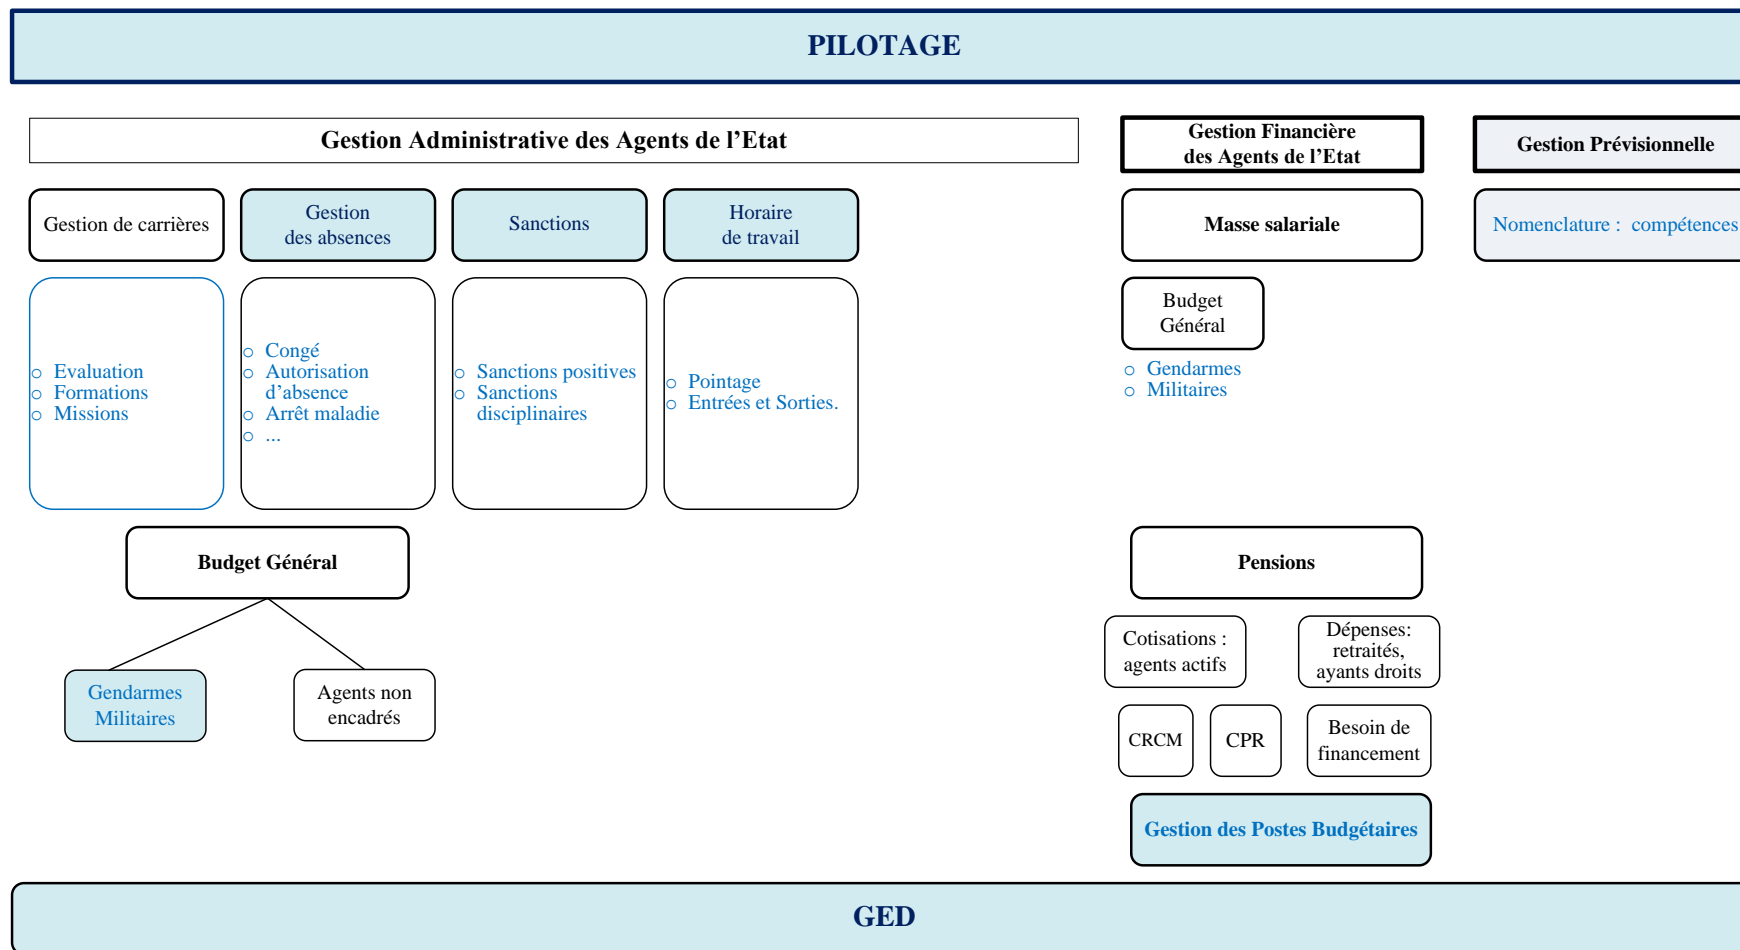 PILOTAGE
Gestion Administrative des Agents de l’Etat
Gestion Financière
des Agents de l’Etat
Gestion Prévisionnelle
Gestion de carrières
Gestion
des absences
Sanctions
Horaire
de travail
Masse salariale
Nomenclature : compétences
o Evaluation
o Formations
o Missions
o Congé
o Autorisation
d’absence
o Arrêt maladie
o ...
o Sanctions positives
o Sanctions
disciplinaires
o Pointage
o Entrées et Sorties.
Budget
Général
o Gendarmes
o Militaires
Budget Général
Gendarmes
Militaires
Agents non
encadrés
Pensions
Cotisations :
agents actifs
Dépenses:
retraités,
ayants droits
CRCM
CPR
Besoin de
financement
Gestion des Postes Budgétaires
GED